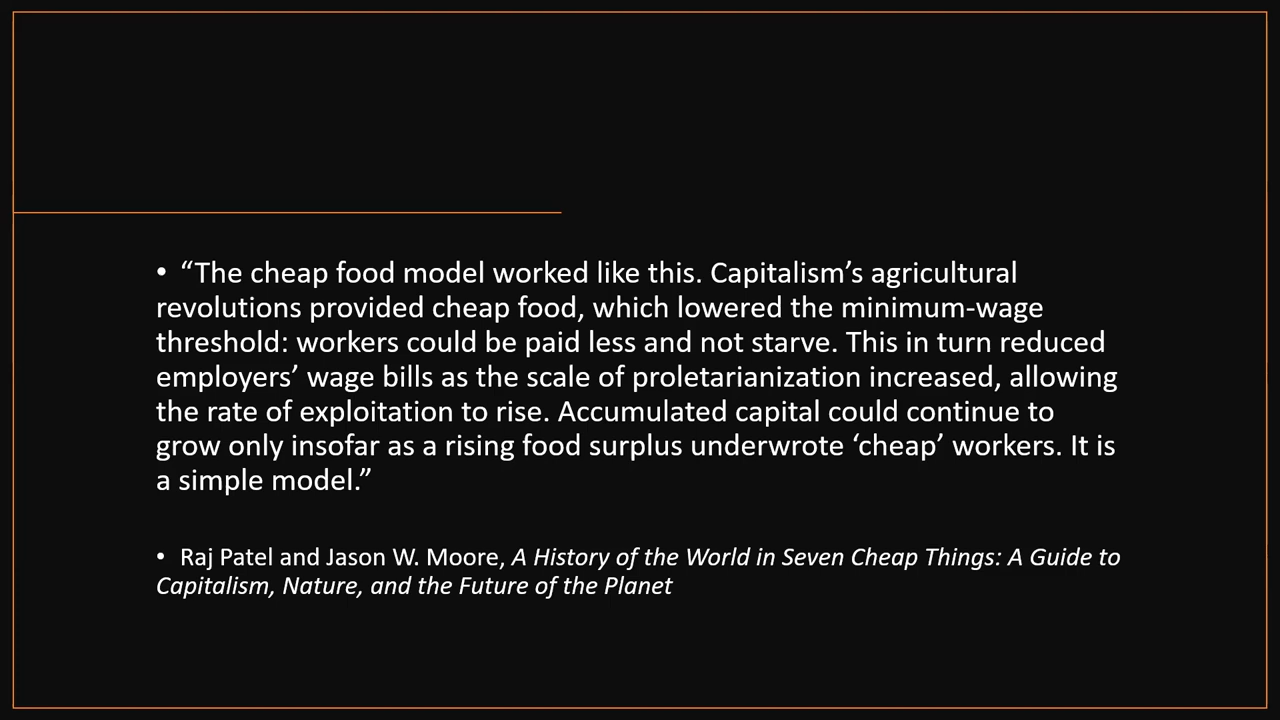 • “The cheap food model worked like this. Capitalism’s agricultural
revolutions provided cheap food, which lowered the minimum-wage
threshold: workers could be paid less and not starve. This in turn reduced
employers’ wage bills as the scale of proletarianization increased, allowing
the rate of exploitation to rise. Accumulated capital could continue to
grow only insofar as a rising food surplus underwrote ‘cheap’ workers. It is
a simple model.”
• Raj Patel and Jason W. Moore, A History of the World in Seven Cheap Things: A Guide to
Capitalism, Nature, and the Future of the Planet